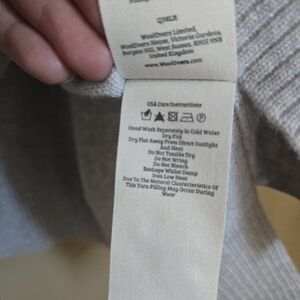 WoolOvers Limited,
WoolOvers House, Victoria Gardens,
Burgess Hill, West Sussex, RH15 9NB
United Kingdom
www.WoolOvers.com
USA Care Instructions
Hand Wash Separately in Cold Water
Dry Flat
Dry Flat Away From Direct Sunlight
And Heat
Do Not Tumble Dry
Do Not Wring
Do Not Bleach
Reshape Whilst Damp
Iron Low Heat
Due To The Natural Characteristics Of
This Yarn Pilling May Occur During
Wear